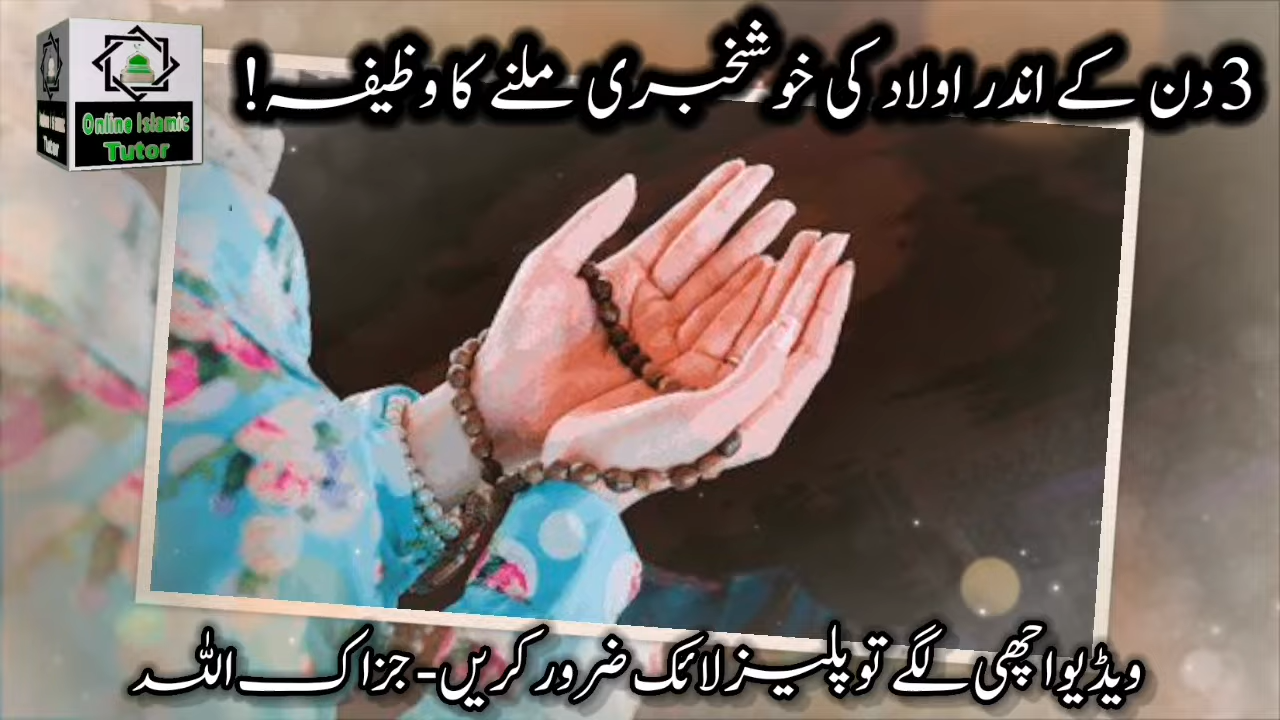 3 دن کے اندر اولاد کی خوشخبری ملنے کا وظیفہ!
Online Islamic
Tutor
ویڈیو اچھی لگے تو پلیز لائک ضرور کریں - جزاک اللہ